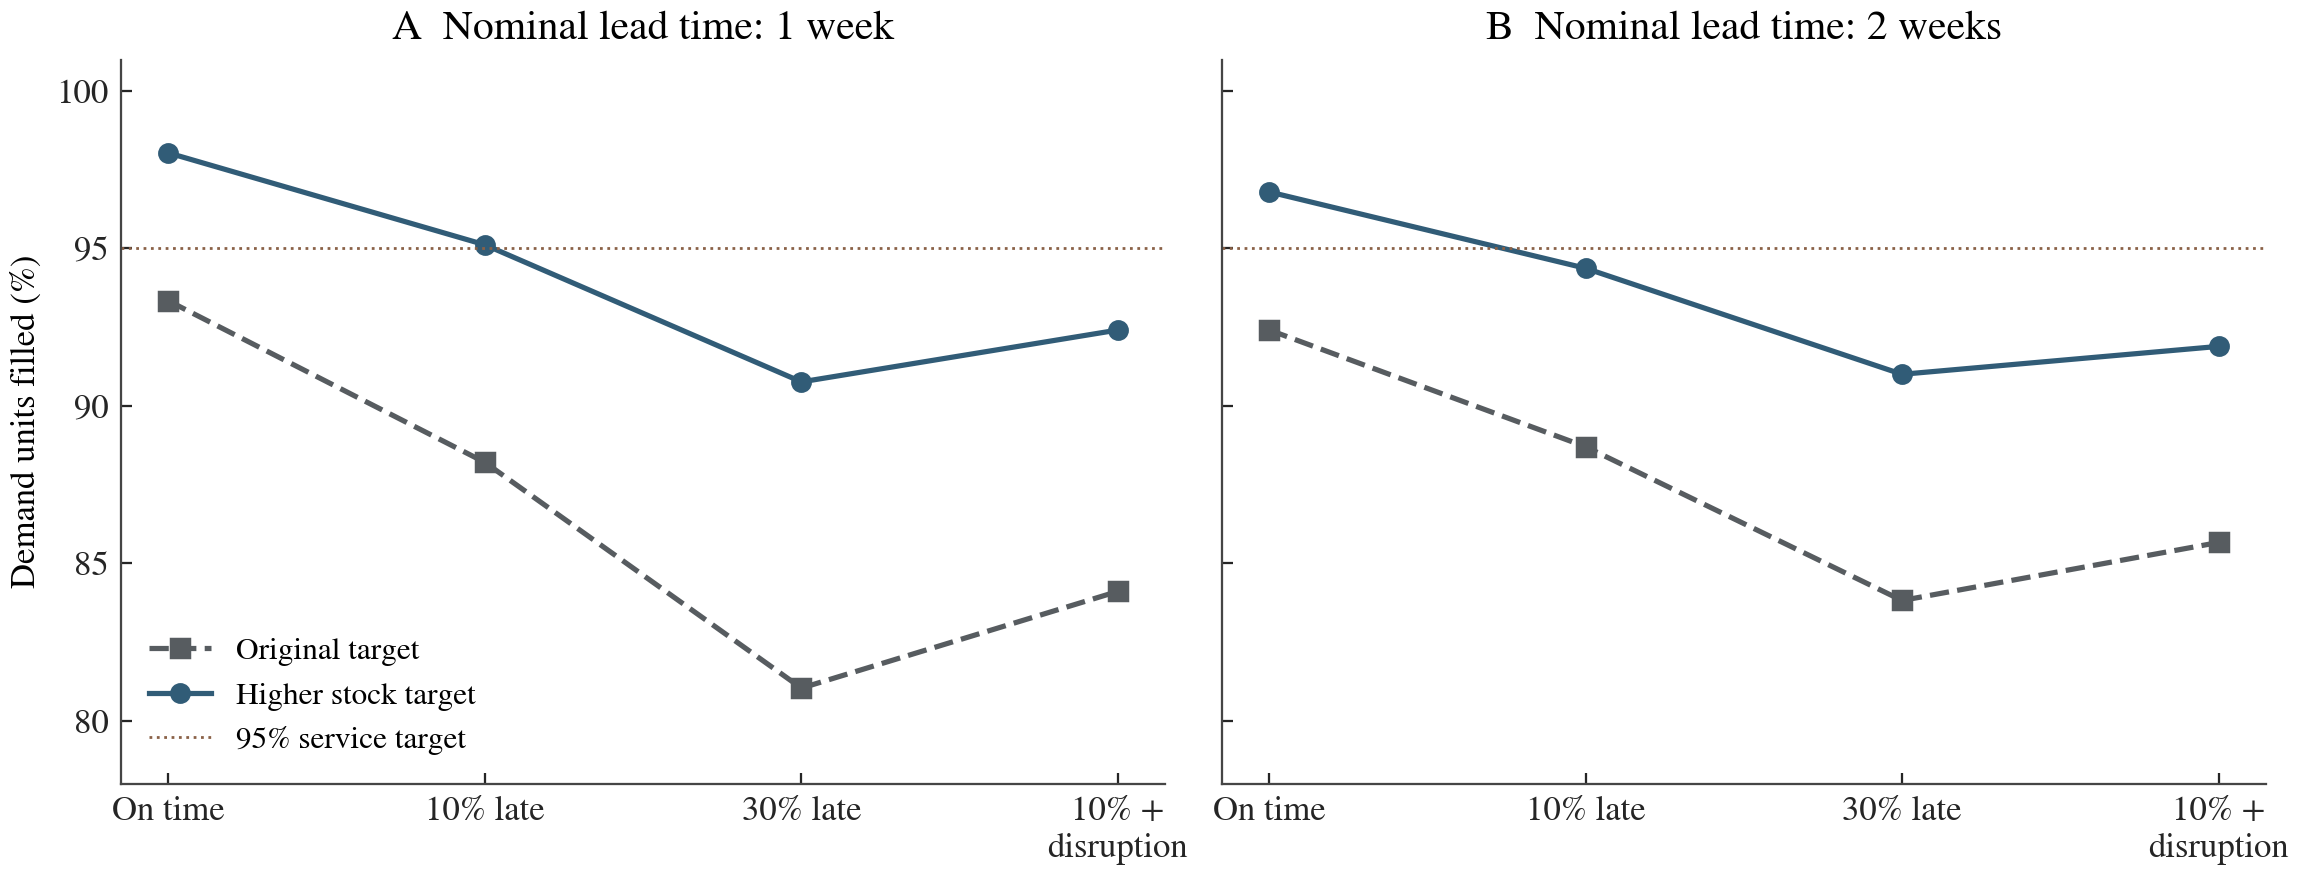 A  Nominal lead time: 1 week
B  Nominal lead time: 2 weeks
Demand units filled (%)
100
95
90
85
80
Original target
Higher stock target
95% service target
On time
10% late
30% late
10% +
disruption
On time
10% late
30% late
10% +
disruption